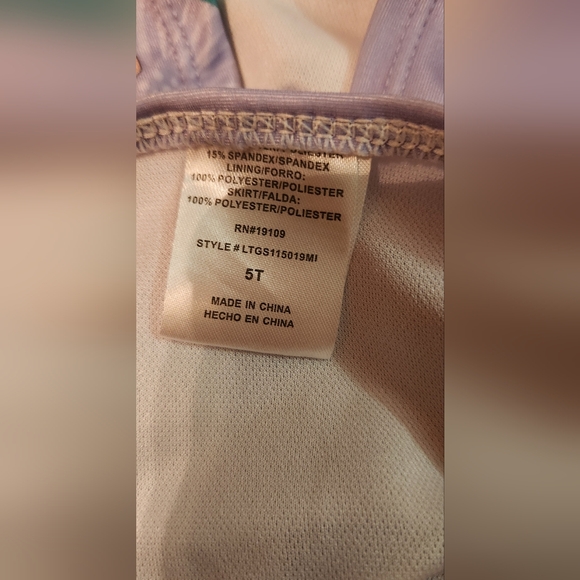 15% SPANDEX/SPANDEX
LINING/FORRO:
100% POLYESTER/POLIESTER
SKIRT/FALDA:
100% POLYESTER/POLIESTER
RN#19109
STYLE # LTGS115019MI
5T
MADE IN CHINA
HECHO EN CHINA